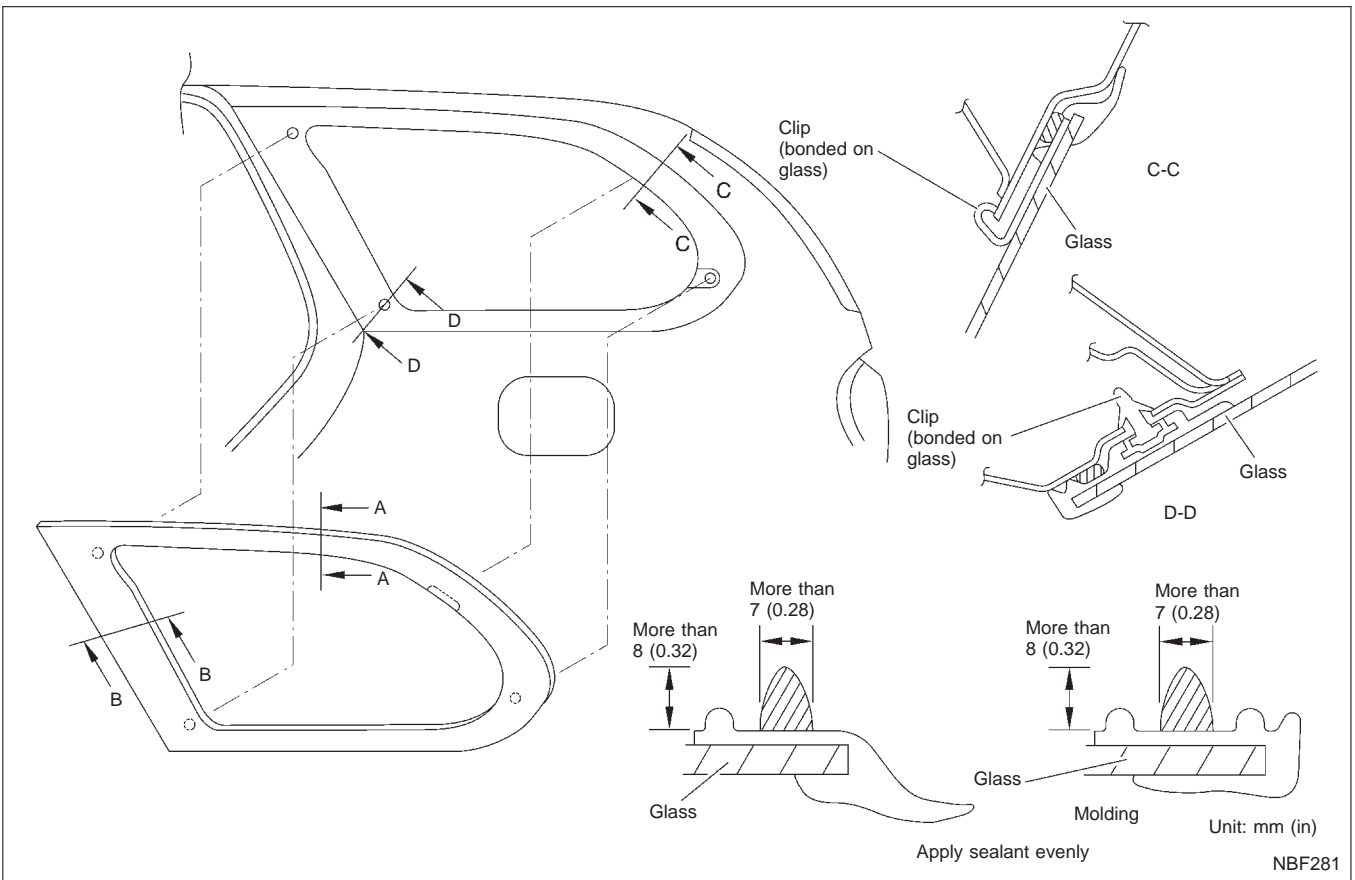 Clip
(bonded on
glass)
C-C
C
C
Glass
D
D
Clip
(bonded on
glass)
Glass
D-D
A
A
B
B
More than
7 (0.28)
More than
8 (0.32)
Glass
More than
7 (0.28)
More than
8 (0.32)
Glass
Molding
Unit: mm (in)
Apply sealant evenly
NBF281